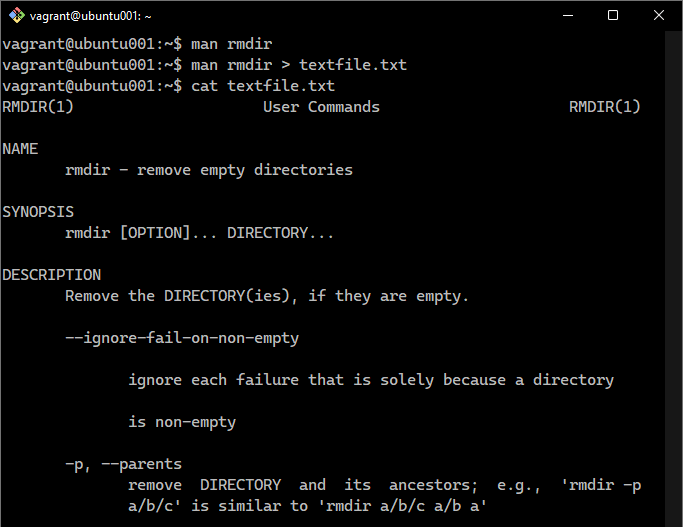 vagrant@ubuntu001: ~
vagrant@ubuntu001:~$ man rmdir
vagrant@ubuntu001:~$ man rmdir > textfile.txt
vagrant@ubuntu001:~$ cat textfile.txt
RMDIR(1) User Commands RMDIR(1)
NAME
rmdir - remove empty directories
SYNOPSIS
rmdir [OPTION]... DIRECTORY...
DESCRIPTION
Remove the DIRECTORY(ies), if they are empty.
--ignore-fail-on-non-empty
ignore each failure that is solely because a directory
is non-empty
-p, --parents
remove DIRECTORY and its ancestors; e.g., 'rmdir -p
a/b/c' is similar to 'rmdir a/b/c a/b a'